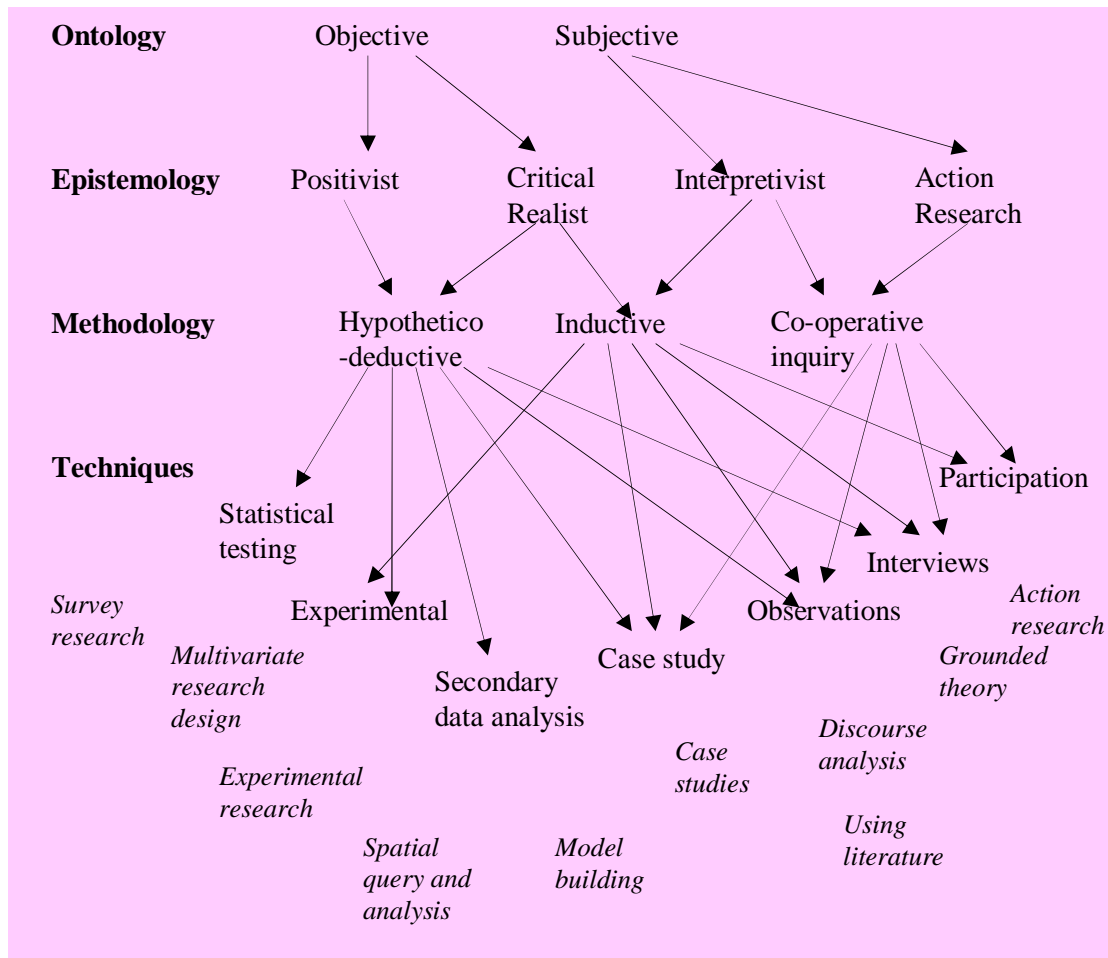 Ontology Objective Subjective
Epistemology Positivist Critical Realist Interpretivist Action Research
Methodology Hypothetico
-deductive Inductive Co-operative
inquiry
Techniques
Participation
Statistical
testing
Interviews
Experimental
Observations
Case study
Secondary
data analysis
Survey
research
Action
research
Multivariate
research
design
Grounded
theory
Experimental
research
Case
studies
Discourse
analysis
Using
literature
Spatial
query and
analysis
Model
building